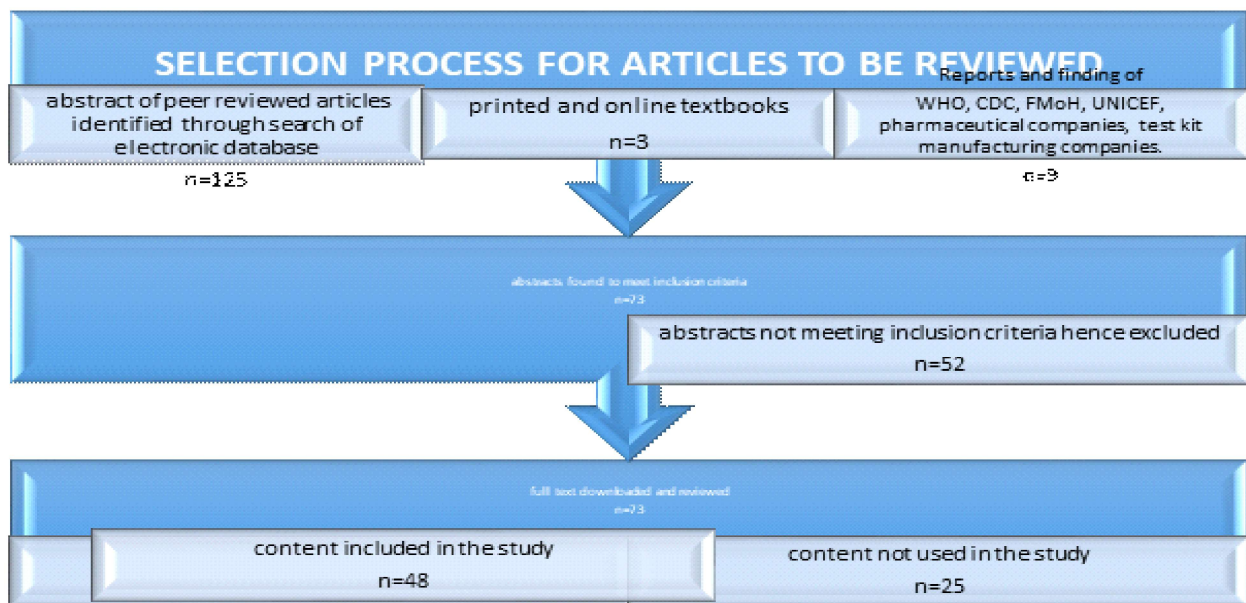 SELECTION PROCESS FOR ARTICLES TO BE REVIEWED
abstract of peer reviewed articles
identified through search of
electronic database
n=125
printed and online textbooks
n=3
Reports and finding of
WHO, CDC, FMoH, UNICEF,
pharmaceutical companies, test kit
manufacturing companies.
abstracts found to meet inclusion criteria
n=73
abstracts not meeting inclusion criteria hence excluded
n=52
full text downloaded and reviewed
n=73
content included in the study
n=48
content not used in the study
n=25